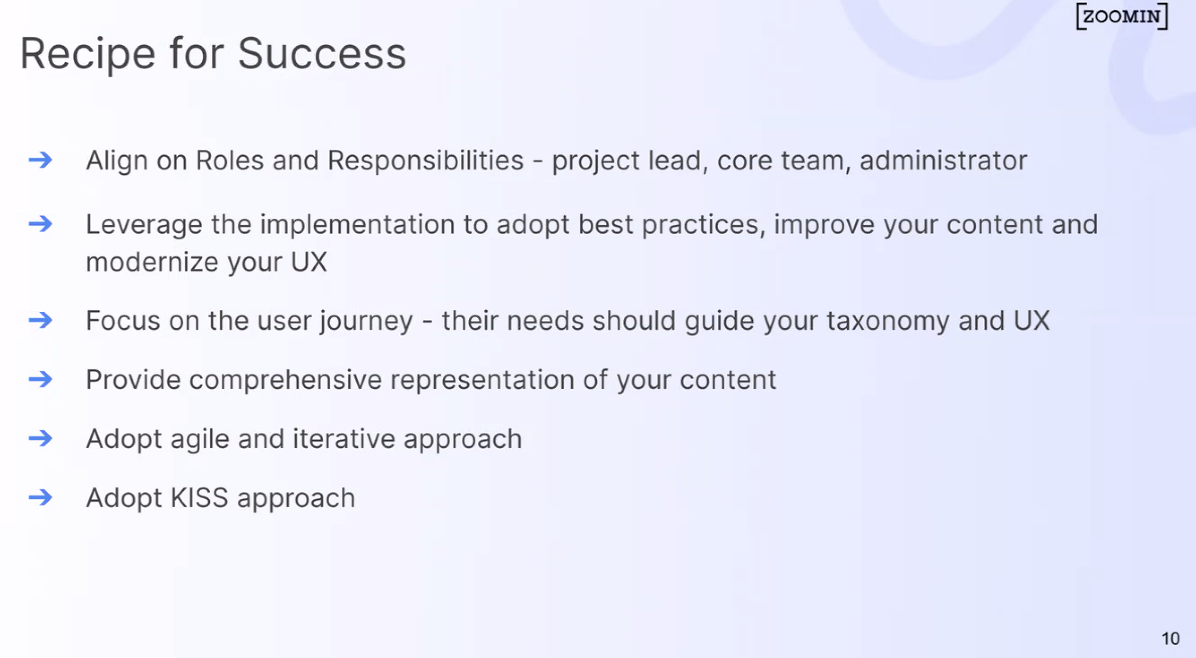 [ZOOMIN]
Recipe for Success
➔ Align on Roles and Responsibilities - project lead, core team, administrator
➔ Leverage the implementation to adopt best practices, improve your content and
modernize your UX
➔ Focus on the user journey - their needs should guide your taxonomy and UX
➔ Provide comprehensive representation of your content
➔ Adopt agile and iterative approach
➔ Adopt KISS approach
10